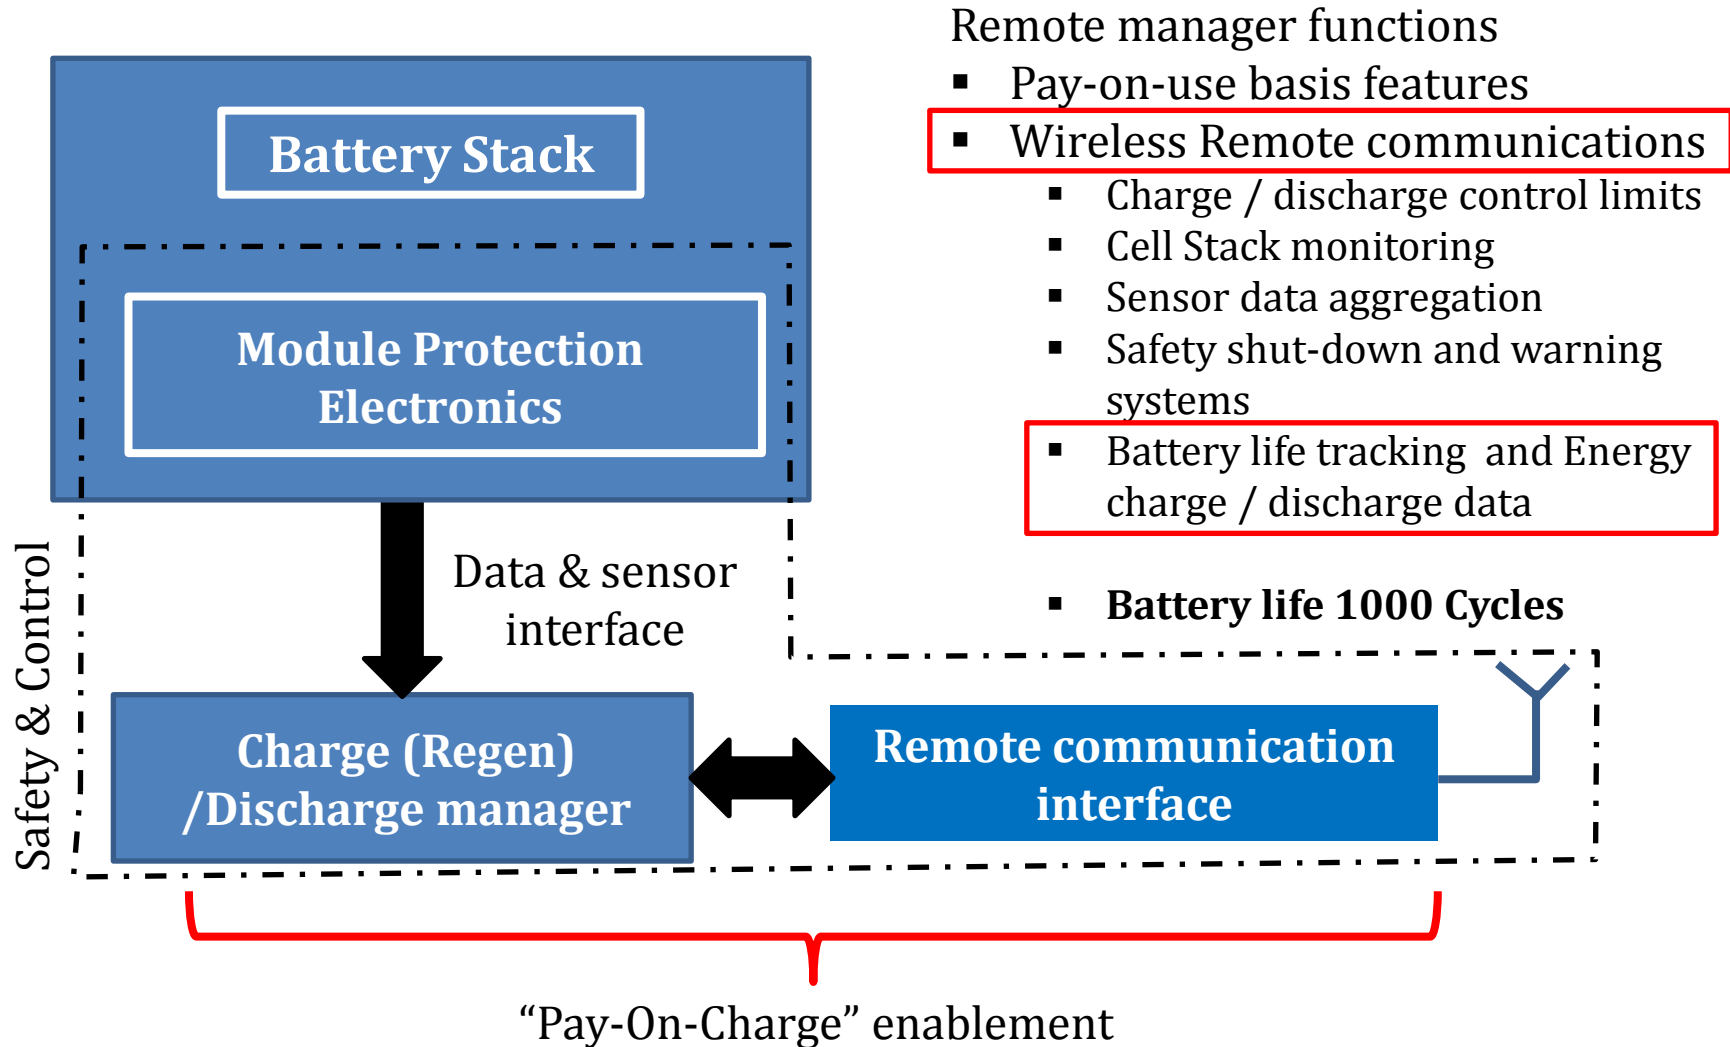 Remote manager functions
▪ Pay-on-use basis features
▪ Wireless Remote communications
▪ Charge / discharge control limits
▪ Cell Stack monitoring
▪ Sensor data aggregation
▪ Safety shut-down and warning
systems
▪ Battery life tracking and Energy
charge / discharge data
▪ Battery life 1000 Cycles
Battery Stack
Module Protection
Electronics
Data & sensor
interface
Safety & Control
Charge (Regen)
/Discharge manager
Remote communication
interface
“Pay-On-Charge” enablement